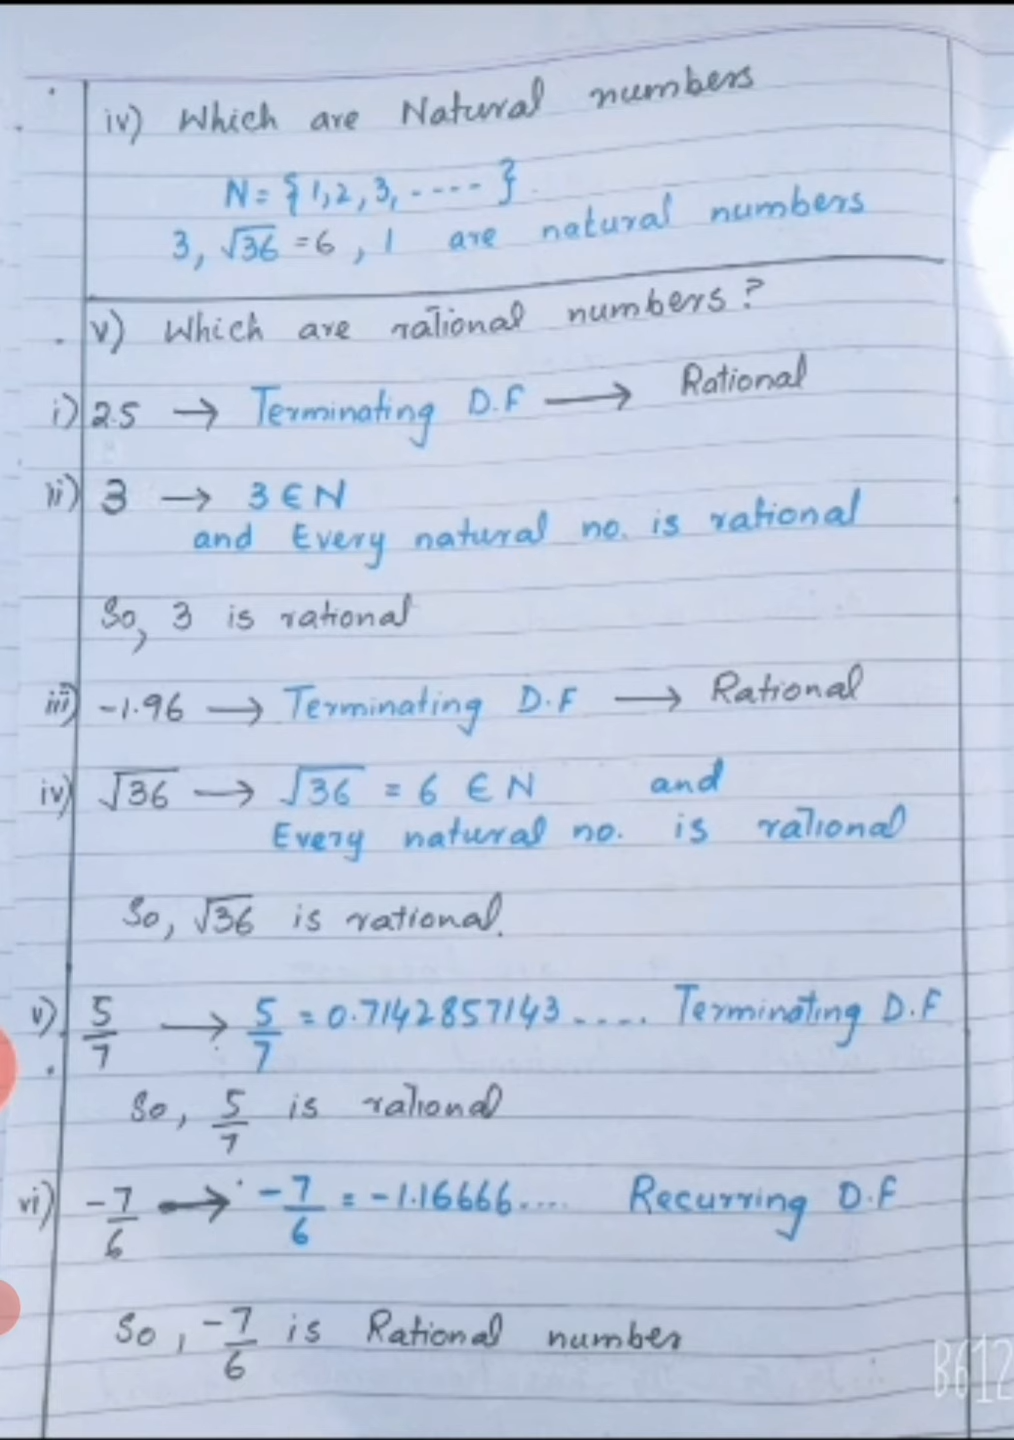 iv) Which are Natural numbers
N = {1,2,3, ---- }.
3, √36 = 6, 1 are natural numbers
v) Which are rational numbers?
i) 2.5 → Terminating D.F → Rational
ii) 3 → 3 ∈ N
and Every natural no. is rational
So, 3 is rational
iii) -1.96 → Terminating D.F → Rational
iv) √36 → √36 = 6 ∈ N and
Every natural no. is rational
So, √36 is rational.
v) 5/7 → 5/7 = 0.7142857143.... Terminating D.F
So, 5/7 is rational
vi) -7/6 → -7/6 = -1.16666.... Recurring D.F
So, -7/6 is Rational number
B612